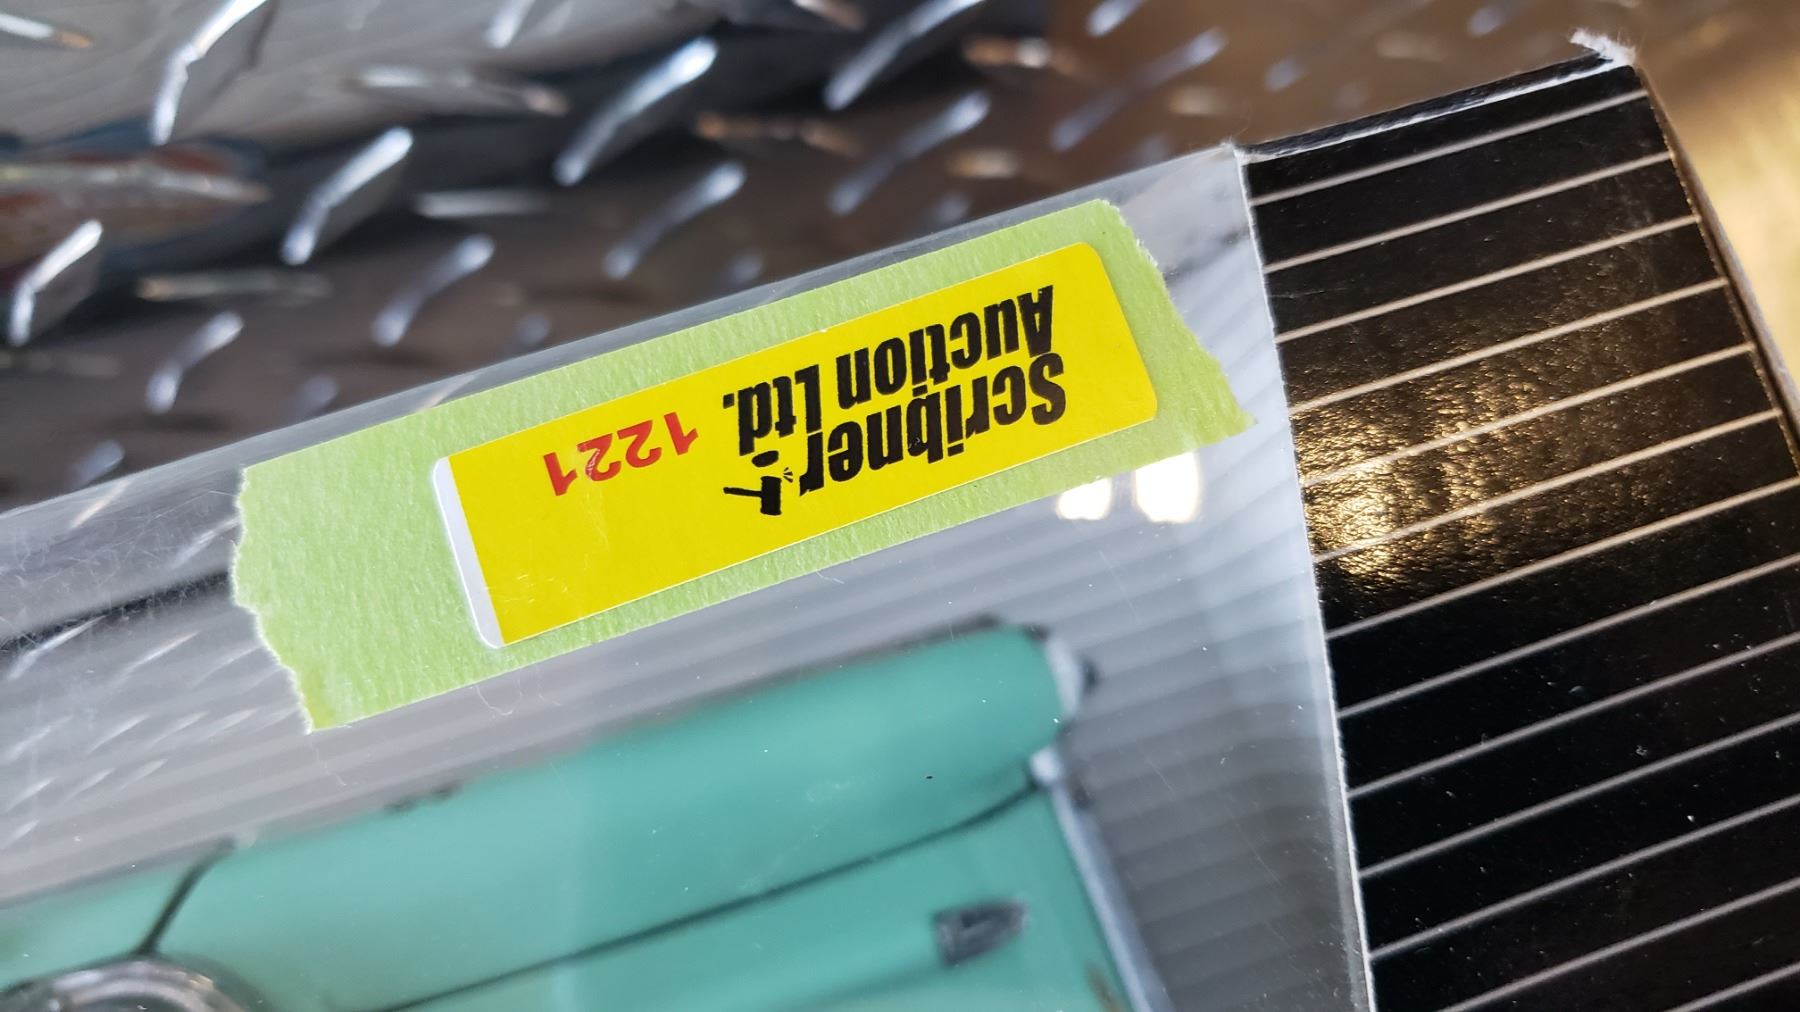 Scribner
Auction Ltd.
1221